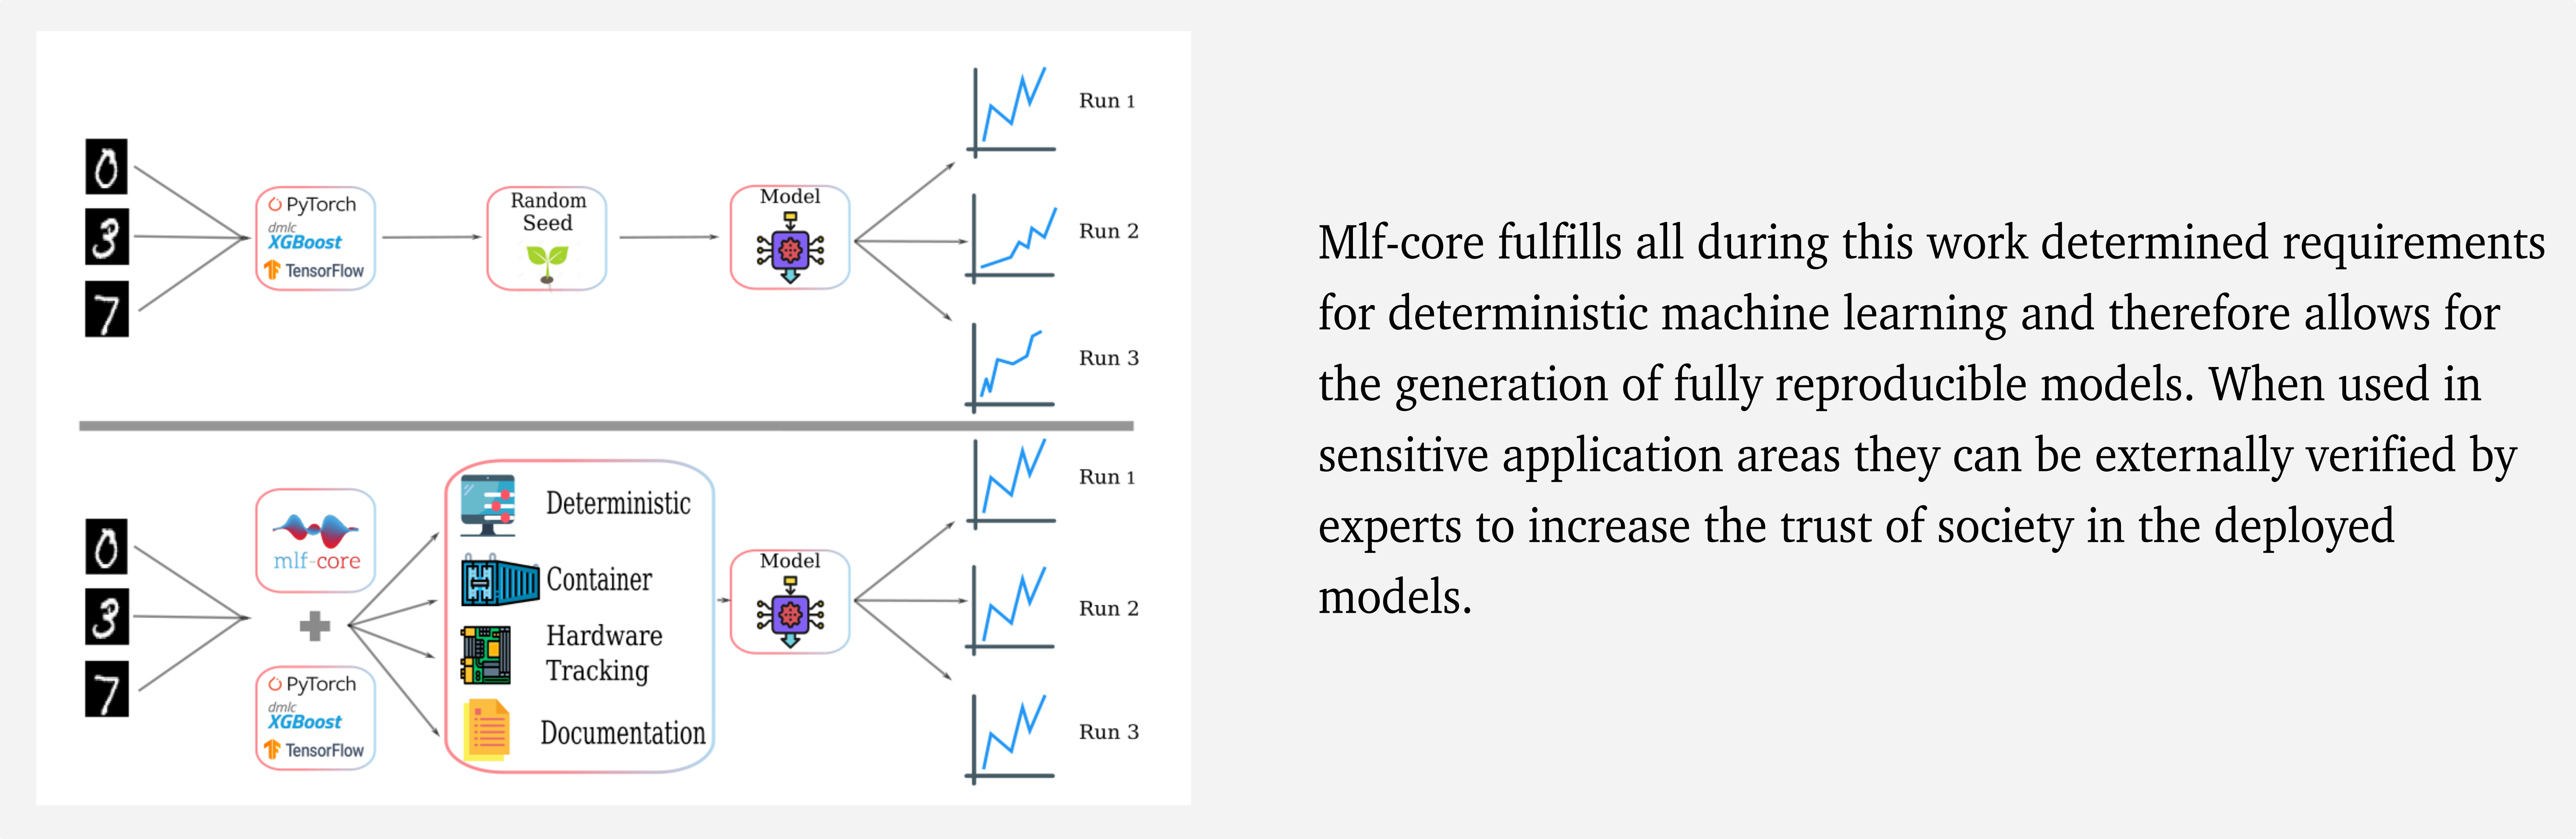 0
3
7
PyTorch
dmlc
XGBoost
TensorFlow
Random
Seed
Model
Run 1
Run 2
Run 3
0
3
7
mlf-core
PyTorch
dmlc
XGBoost
TensorFlow
Deterministic
Container
Hardware
Tracking
Documentation
Model
Run 1
Run 2
Run 3
Mlf-core fulfills all during this work determined requirements
for deterministic machine learning and therefore allows for
the generation of fully reproducible models. When used in
sensitive application areas they can be externally verified by
experts to increase the trust of society in the deployed
models.